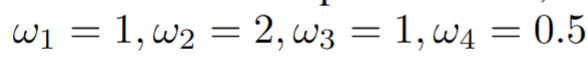 ω₁ = 1, ω₂ = 2, ω₃ = 1, ω₄ = 0.5